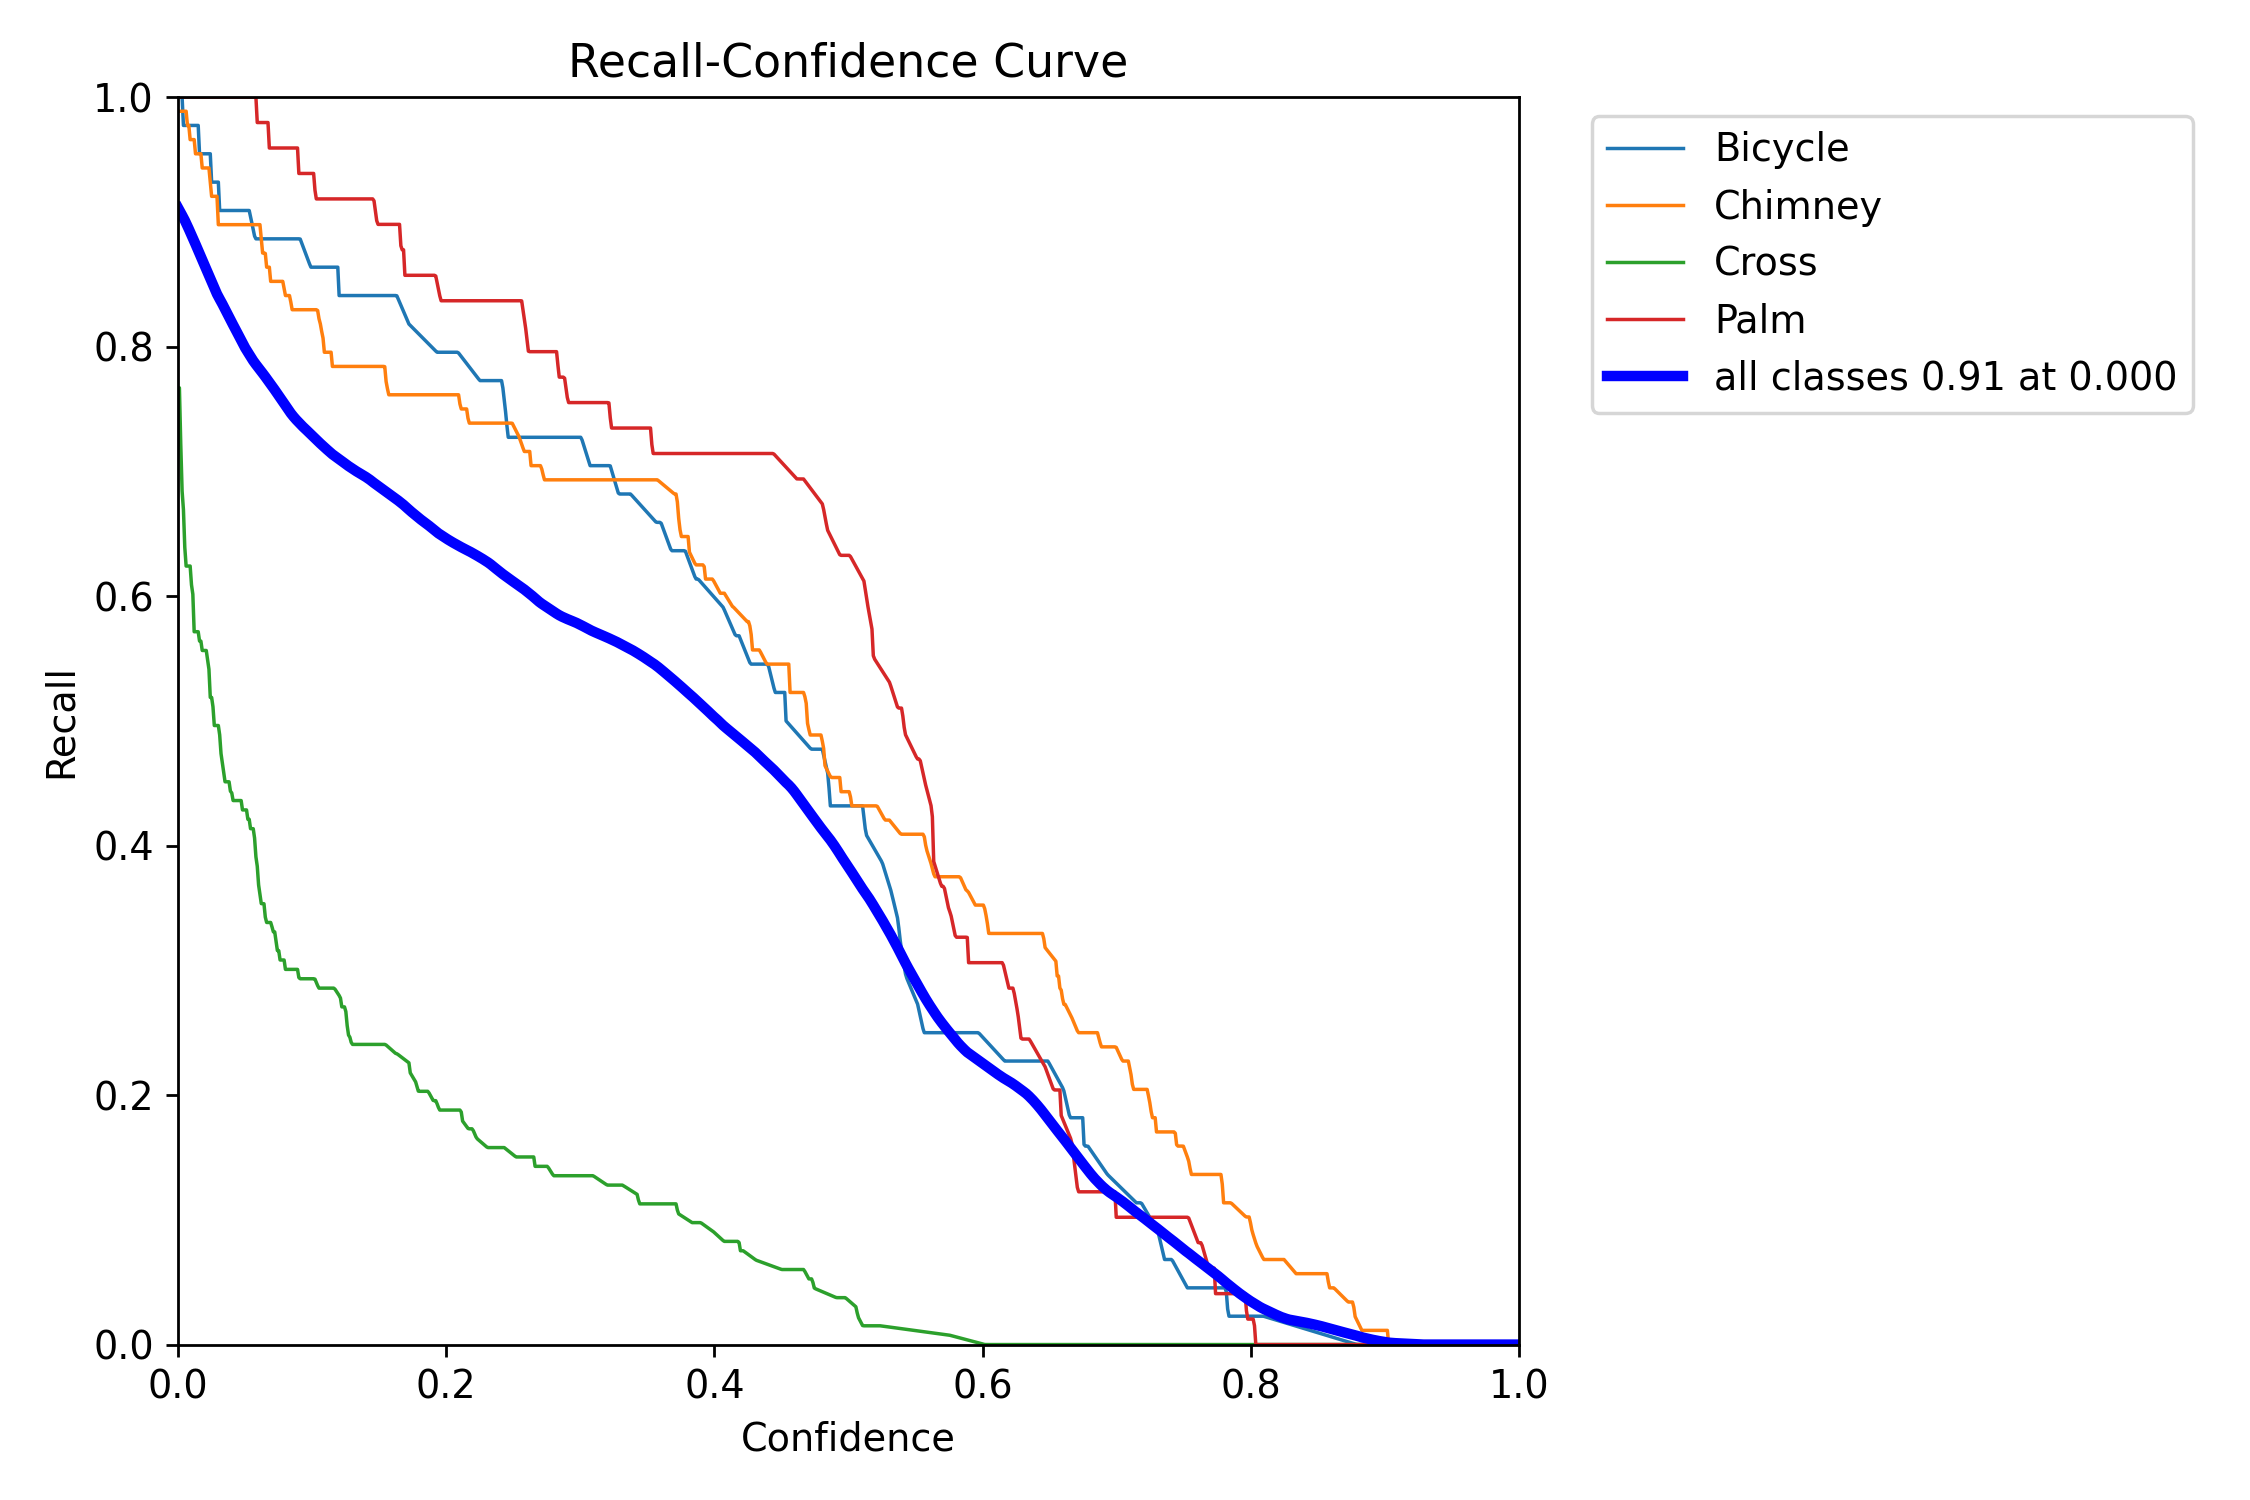 Recall-Confidence Curve
1.0
0.8
0.6
0.4
0.2
0.0
Recall
0.0 0.2 0.4 0.6 0.8 1.0
Confidence
Bicycle
Chimney
Cross
Palm
all classes 0.91 at 0.000